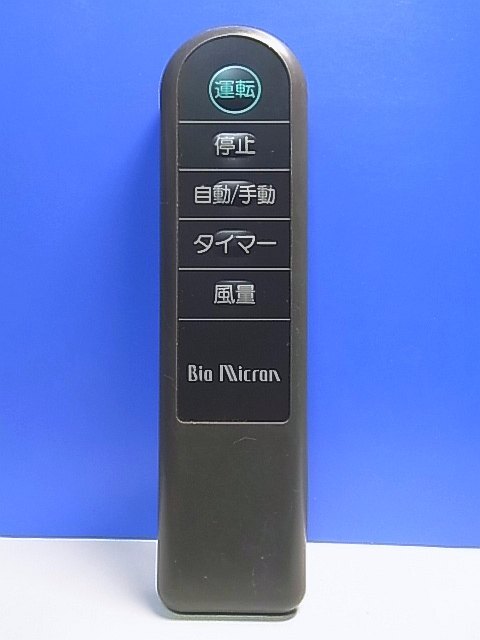 運転
停止
自動/手動
タイマー
風量
Bio Micron